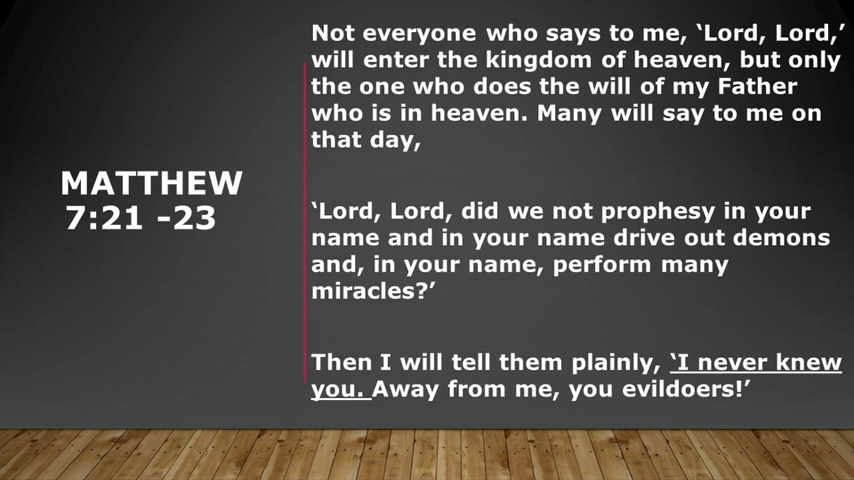 MATTHEW
7:21 -23
Not everyone who says to me, ‘Lord, Lord,’
will enter the kingdom of heaven, but only
the one who does the will of my Father
who is in heaven. Many will say to me on
that day,
‘Lord, Lord, did we not prophesy in your
name and in your name drive out demons
and, in your name, perform many
miracles?’
Then I will tell them plainly, ‘I never knew
you. Away from me, you evildoers!’